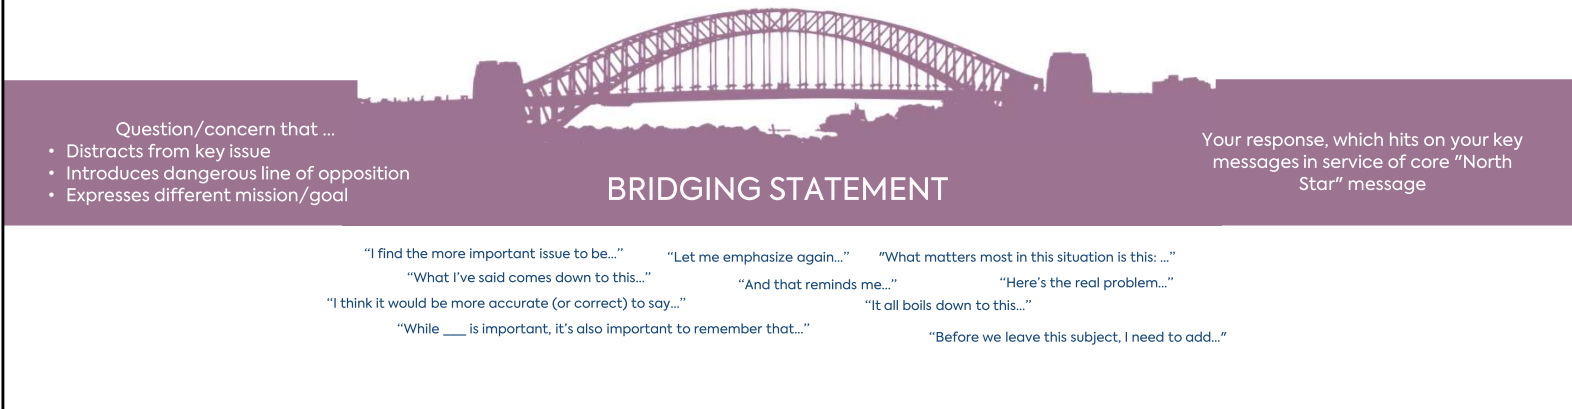 Question/concern that ...
• Distracts from key issue
• Introduces dangerous line of opposition
• Expresses different mission/goal
BRIDGING STATEMENT
Your response, which hits on your key
messages in service of core "North
Star" message
“I find the more important issue to be...”
“Let me emphasize again...”
"What matters most in this situation is this: ...”
“What I’ve said comes down to this...”
“And that reminds me...”
“Here’s the real problem...”
“I think it would be more accurate (or correct) to say...”
“It all boils down to this...”
“While ___ is important, it’s also important to remember that...”
“Before we leave this subject, I need to add..."